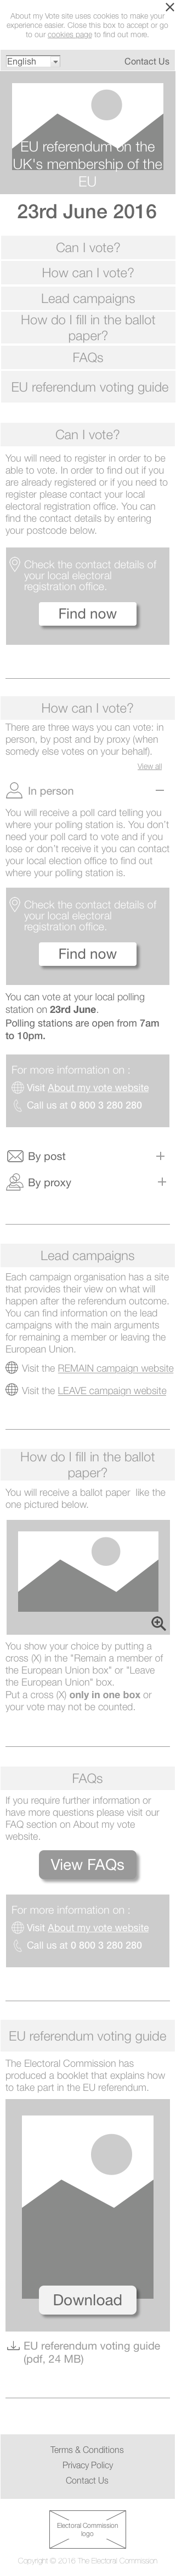 About my Vote site uses cookies to make your
experience easier. Close this box to accept or go
to our cookies page to find out more.
English
Contact Us
EU referendum on the
UK's membership of the
EU
23rd June 2016
Can I vote?
How can I vote?
Lead campaigns
How do I fill in the ballot
paper?
FAQs
EU referendum voting guide
Can I vote?
You will need to register in order to be
able to vote. In order to find out if you
are already registered or if you need to
register please contact your local
electoral registration office. You can
find the contact details by entering
your postcode below.
Check the contact details of
your local electoral
registration office.
Find now
How can I vote?
There are three ways you can vote: in
person, by post and by proxy (when
somedy else votes on your behalf).
View all
In person
You will receive a poll card telling you
where your polling station is. You don't
need your poll card to vote and if you
lose or don't receive it you can contact
your local election office to find out
where your polling station is.
Check the contact details of
your local electoral
registration office.
Find now
You can vote at your local polling
station on 23rd June.
Polling stations are open from 7am
to 10pm.
For more information on :
Visit About my vote website
Call us at 0 800 3 280 280
By post
By proxy
Lead campaigns
Each campaign organisation has a site
that provides their view on what will
happen after the referendum outcome.
You can find information on the lead
campaigns with the main arguments
for remaining a member or leaving the
European Union.
Visit the REMAIN campaign website
Visit the LEAVE campaign website
How do I fill in the ballot
paper?
You will receive a ballot paper like the
one pictured below.
You show your choice by putting a
cross (X) in the "Remain a member of
the European Union box" or "Leave
the European Union" box.
Put a cross (X) only in one box or
your vote may not be counted.
FAQs
If you require further information or
have more questions please visit our
FAQ section on About my vote
website.
View FAQs
For more information on :
Visit About my vote website
Call us at 0 800 3 280 280
EU referendum voting guide
The Electoral Commission has
produced a booklet that explains how
to take part in the EU referendum.
Download
EU referendum voting guide
(pdf, 24 MB)
Terms & Conditions
Privacy Policy
Contact Us
Electoral Commission
logo
Copyright © 2016 The Electoral Commission